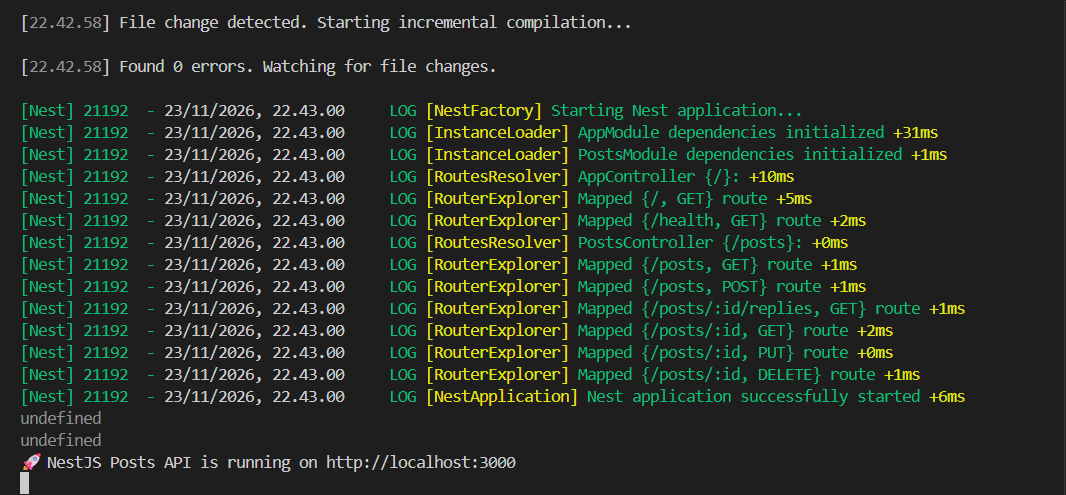 [22.42.58] File change detected. Starting incremental compilation...
[22.42.58] Found 0 errors. Watching for file changes.
[Nest] 21192  - 23/11/2026, 22.43.00     LOG [NestFactory] Starting Nest application...
[Nest] 21192  - 23/11/2026, 22.43.00     LOG [InstanceLoader] AppModule dependencies initialized +31ms
[Nest] 21192  - 23/11/2026, 22.43.00     LOG [InstanceLoader] PostsModule dependencies initialized +1ms
[Nest] 21192  - 23/11/2026, 22.43.00     LOG [RoutesResolver] AppController {/}: +10ms
[Nest] 21192  - 23/11/2026, 22.43.00     LOG [RouterExplorer] Mapped {/, GET} route +5ms
[Nest] 21192  - 23/11/2026, 22.43.00     LOG [RouterExplorer] Mapped {/health, GET} route +2ms
[Nest] 21192  - 23/11/2026, 22.43.00     LOG [RoutesResolver] PostsController {/posts}: +0ms
[Nest] 21192  - 23/11/2026, 22.43.00     LOG [RouterExplorer] Mapped {/posts, GET} route +1ms
[Nest] 21192  - 23/11/2026, 22.43.00     LOG [RouterExplorer] Mapped {/posts, POST} route +1ms
[Nest] 21192  - 23/11/2026, 22.43.00     LOG [RouterExplorer] Mapped {/posts/:id/replies, GET} route +1ms
[Nest] 21192  - 23/11/2026, 22.43.00     LOG [RouterExplorer] Mapped {/posts/:id, GET} route +2ms
[Nest] 21192  - 23/11/2026, 22.43.00     LOG [RouterExplorer] Mapped {/posts/:id, PUT} route +0ms
[Nest] 21192  - 23/11/2026, 22.43.00     LOG [RouterExplorer] Mapped {/posts/:id, DELETE} route +1ms
[Nest] 21192  - 23/11/2026, 22.43.00     LOG [NestApplication] Nest application successfully started +6ms
undefined
undefined
🚀 NestJS Posts API is running on http://localhost:3000